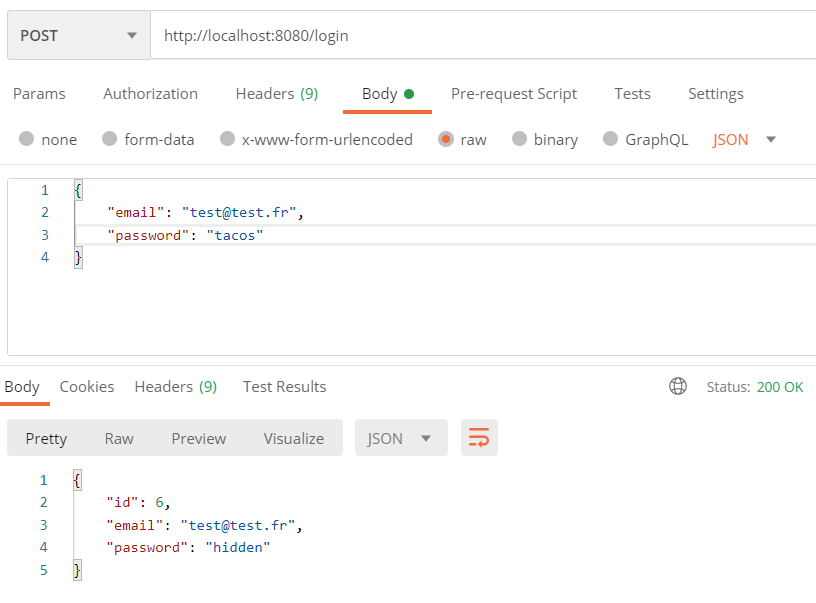 POST http://localhost:8080/login
Params Authorization Headers (9) Body Pre-request Script Tests Settings
none form-data x-www-form-urlencoded raw binary GraphQL JSON
1 {
2 "email": "test@test.fr",
3 "password": "tacos"
4 }
Body Cookies Headers (9) Test Results Status: 200 OK
Pretty Raw Preview Visualize JSON
1 {
2 "id": 6,
3 "email": "test@test.fr",
4 "password": "hidden"
5 }